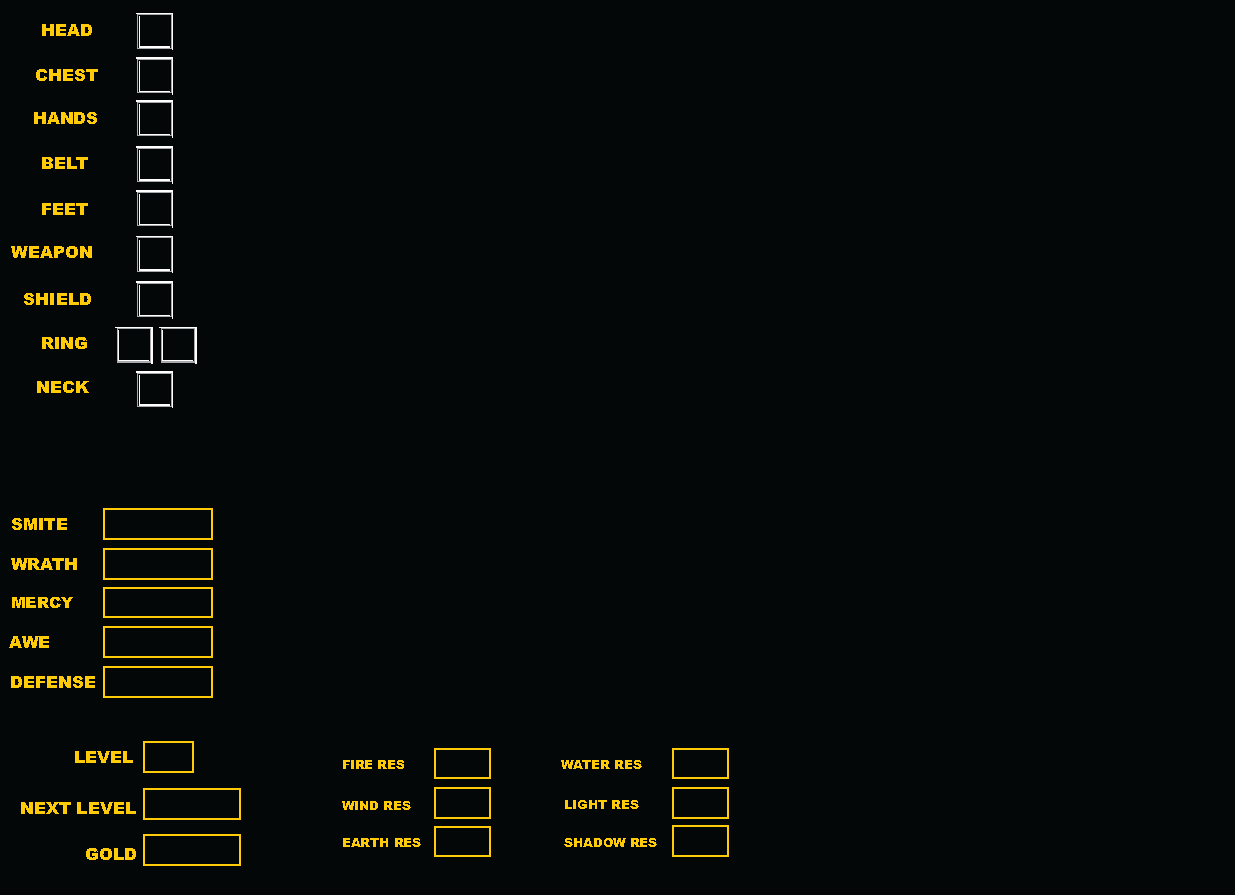 HEAD
CHEST
HANDS
BELT
FEET
WEAPON
SHIELD
RING
NECK
SMITE
WRATH
MERCY
AWE
DEFENSE
LEVEL
NEXT LEVEL
GOLD
FIRE RES
WATER RES
WIND RES
LIGHT RES
EARTH RES
SHADOW RES